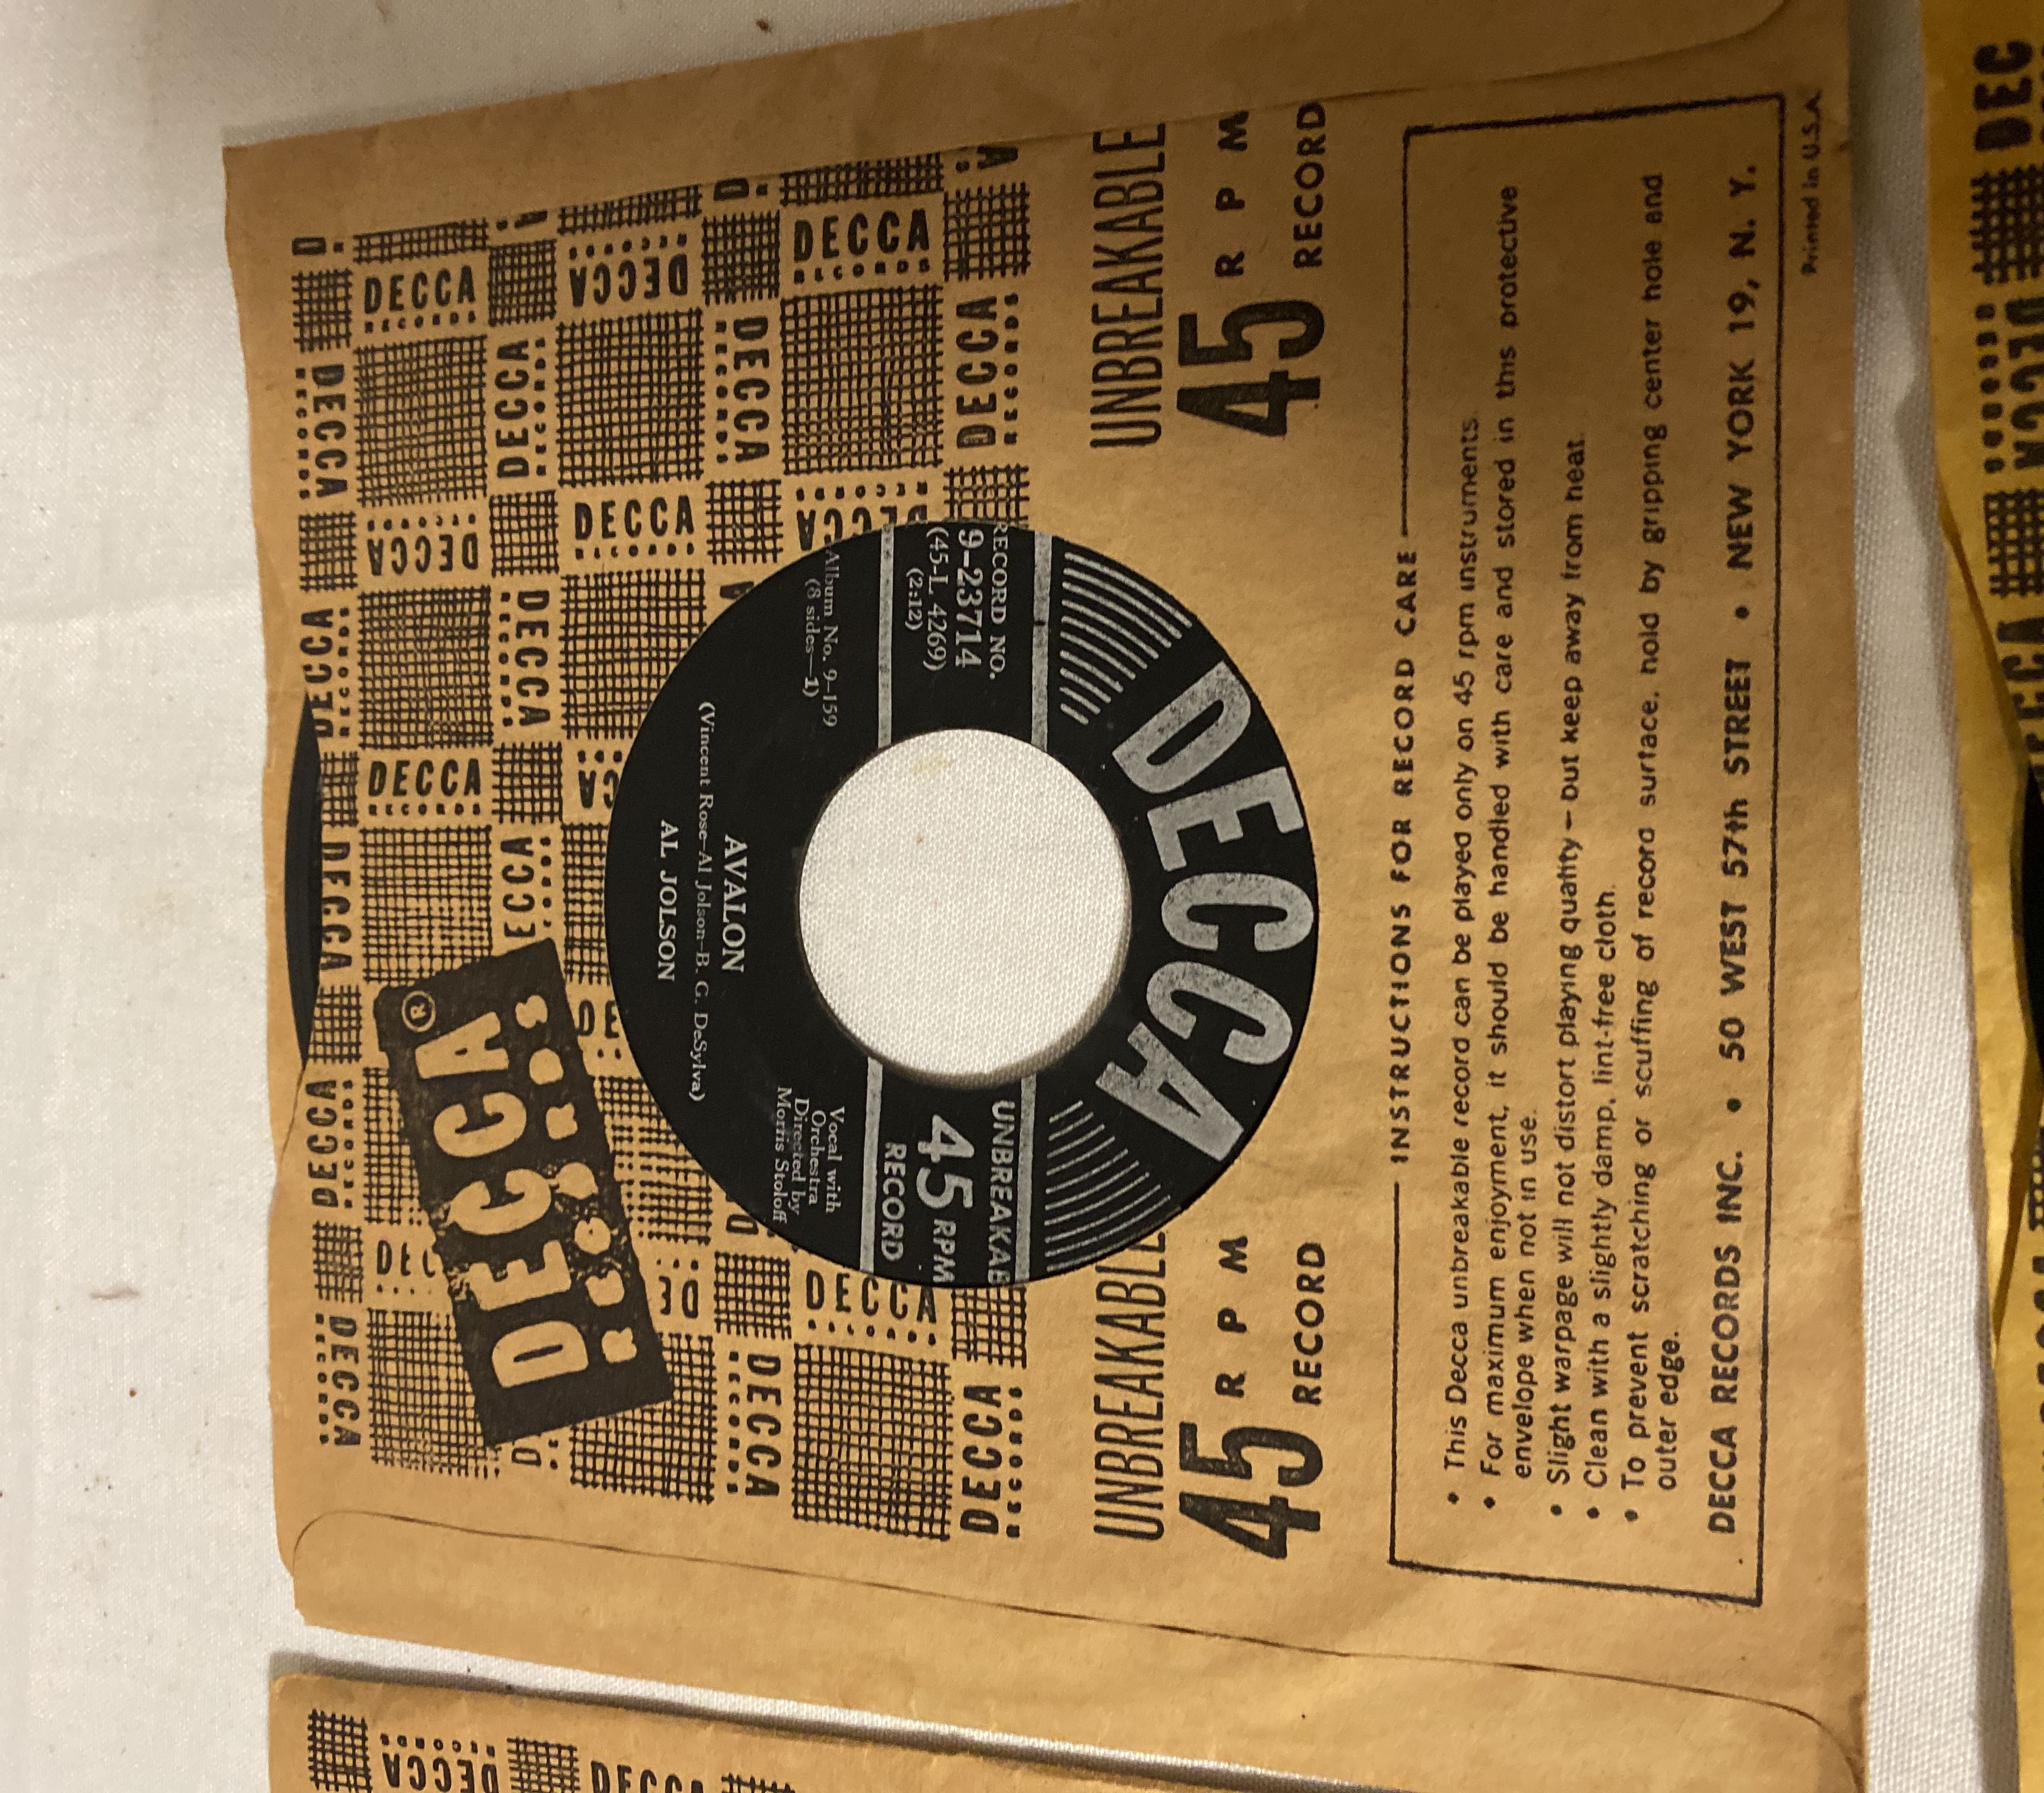 DECCA®
RECORDS
UNBREAKABLE
45 RPM
RECORD
UNBREAKABLE
45 RPM
RECORD
INSTRUCTIONS FOR RECORD CARE
• This Decca unbreakable record can be played only on 45 rpm instruments.
• For maximum enjoyment, it should be handled with care and stored in this protective
envelope when not in use.
• Slight warpage will not distort playing quality — but keep away from heat.
• Clean with a slightly damp, lint-free cloth.
• To prevent scratching or scuffing of record surface, hold by gripping center hole and
outer edge.
DECCA RECORDS INC. • 50 WEST 57th STREET • NEW YORK 19, N. Y.
Printed in U.S.A.
DECCA
RECORD NO.
9-23714
(45-L 4269)
(2:12)
UNBREAKAB
45 RPM
RECORD
Album No. 9-159
(8 sides—1)
Vocal with
Orchestra
Directed by
Morris Stoloff
AVALON
(Vincent Rose-Al Jolson-B. G. DeSylva)
AL JOLSON